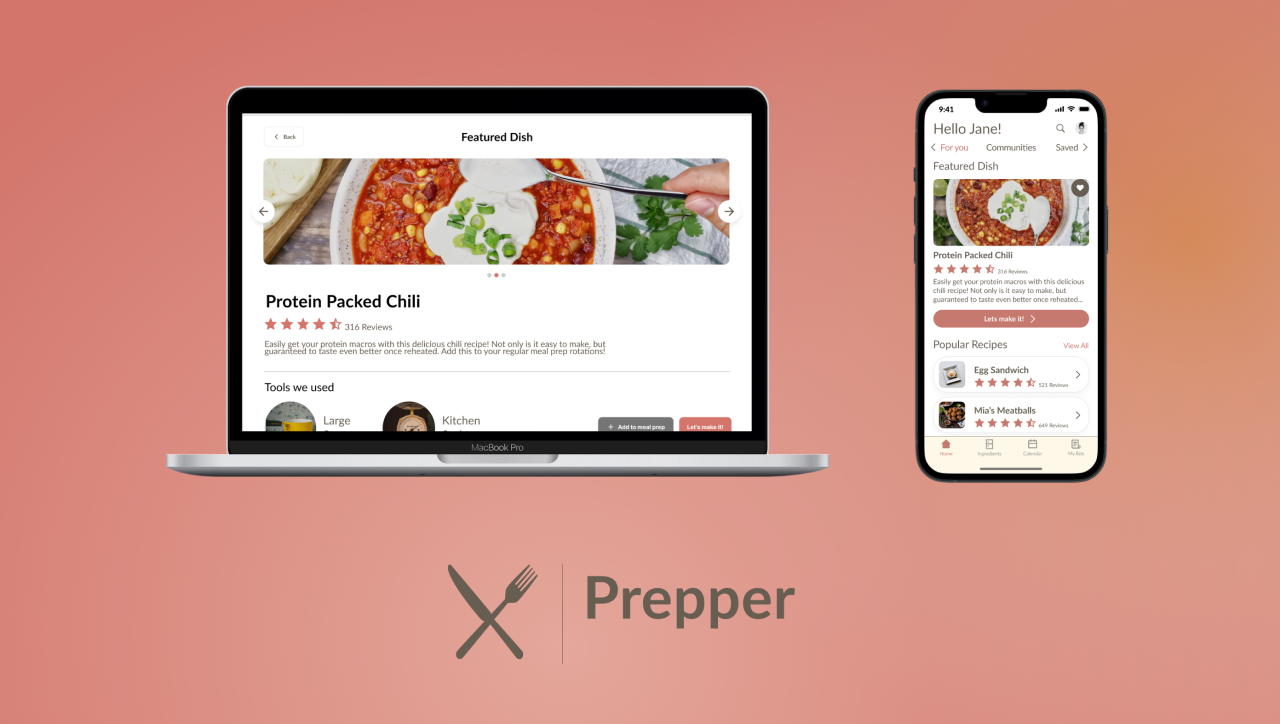 Back
Featured Dish
Protein Packed Chili
316 Reviews
Easily get your protein macros with this delicious chili recipe! Not only is it easy to make, but
guaranteed to taste even better once reheated. Add this to your regular meal prep rotations!
Tools we used
Large
Kitchen
Add to meal prep
Let's make it!
MacBook Pro
9:41
Hello Jane!
For you
Communities
Saved
Featured Dish
Protein Packed Chili
316 Reviews
Easily get your protein macros with this delicious
chili recipe! Not only is it easy to make, but
guaranteed to taste even better once reheated...
Lets make it!
Popular Recipes
View All
Egg Sandwich
521 Reviews
Mia's Meatballs
649 Reviews
Home
Ingredients
Calendar
Prepper